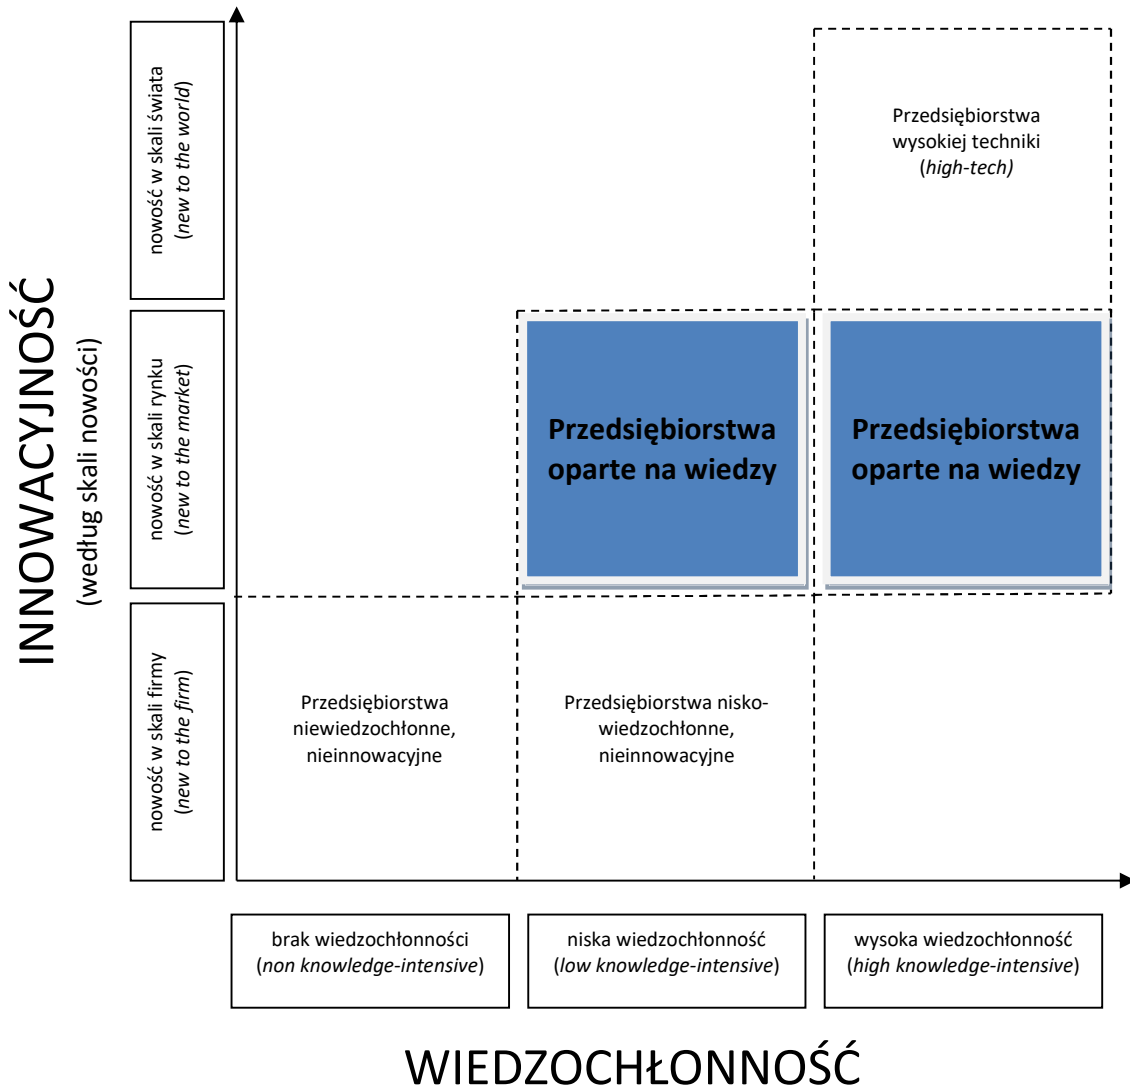 INNOWACYJNOŚĆ
(według skali nowości)
nowość w skali świata
(new to the world)
nowość w skali rynku
(new to the market)
nowość w skali firmy
(new to the firm)
Przedsiębiorstwa
wysokiej techniki
(high-tech)
Przedsiębiorstwa
oparte na wiedzy
Przedsiębiorstwa
oparte na wiedzy
Przedsiębiorstwa
niewiedzochłonne,
nieinnowacyjne
Przedsiębiorstwa nisko-
wiedzochłonne,
nieinnowacyjne
brak wiedzochłonności
(non knowledge-intensive)
niska wiedzochłonność
(low knowledge-intensive)
wysoka wiedzochłonność
(high knowledge-intensive)
WIEDZOCHŁONNOŚĆ